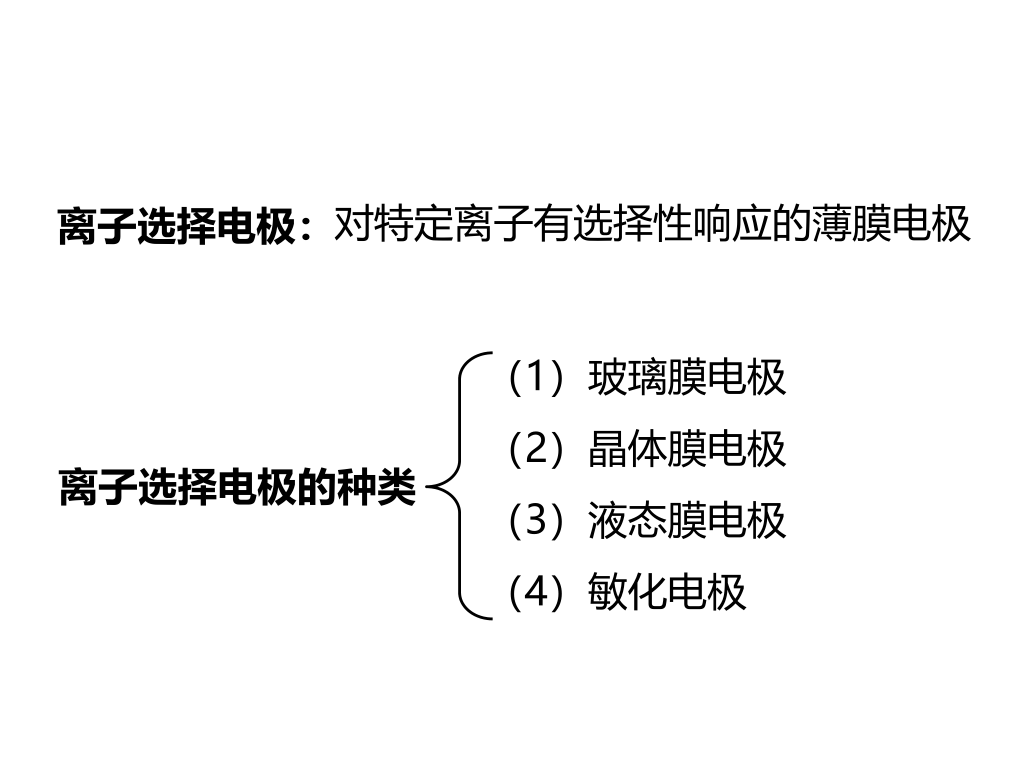 离子选择电极：对特定离子有选择性响应的薄膜电极
（1）玻璃膜电极
（2）晶体膜电极
离子选择电极的种类
（3）液态膜电极
（4）敏化电极